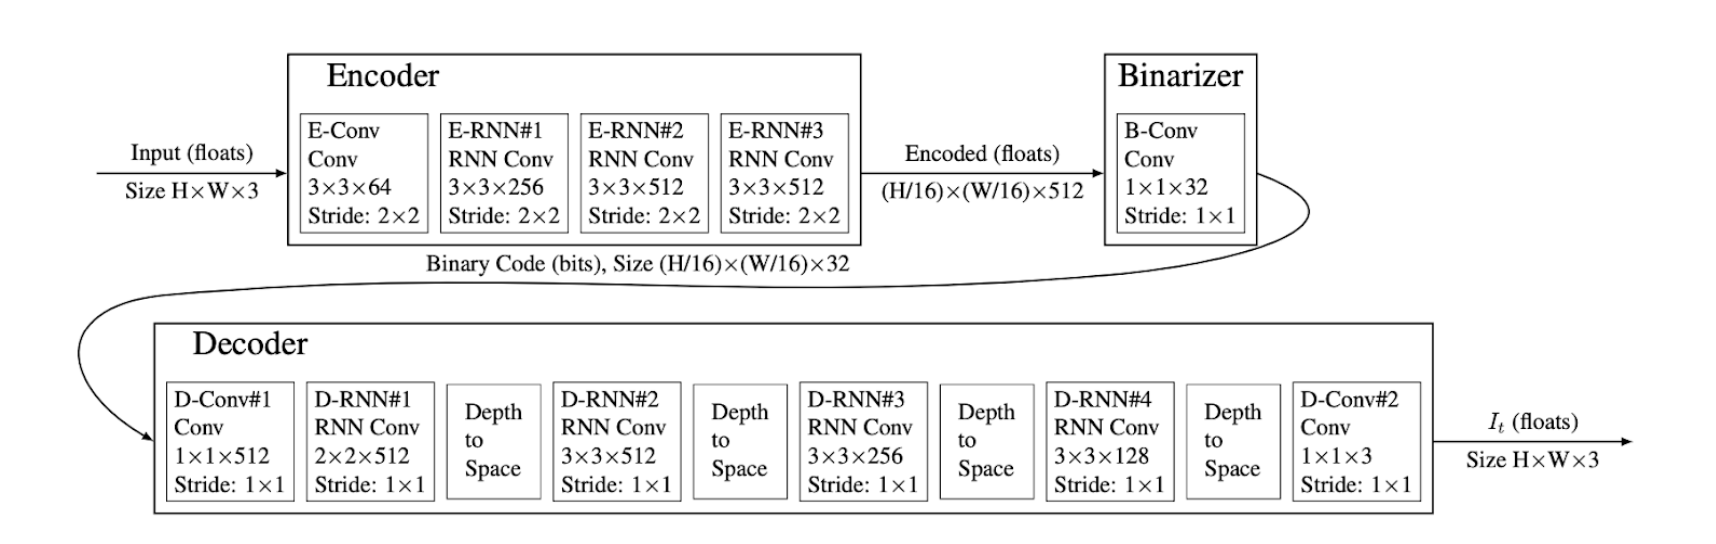 Encoder
Binarizer
Input (floats)
Size H×W×3
E-Conv
Conv
3×3×64
Stride: 2×2
E-RNN#1
RNN Conv
3×3×256
Stride: 2×2
E-RNN#2
RNN Conv
3×3×512
Stride: 2×2
E-RNN#3
RNN Conv
3×3×512
Stride: 2×2
Encoded (floats)
(H/16)×(W/16)×512
B-Conv
Conv
1×1×32
Stride: 1×1
Binary Code (bits), Size (H/16)×(W/16)×32
Decoder
D-Conv#1
Conv
1×1×512
Stride: 1×1
D-RNN#1
RNN Conv
2×2×512
Stride: 1×1
Depth
to
Space
D-RNN#2
RNN Conv
3×3×512
Stride: 1×1
Depth
to
Space
D-RNN#3
RNN Conv
3×3×256
Stride: 1×1
Depth
to
Space
D-RNN#4
RNN Conv
3×3×128
Stride: 1×1
Depth
to
Space
D-Conv#2
Conv
1×1×3
Stride: 1×1
I_t (floats)
Size H×W×3